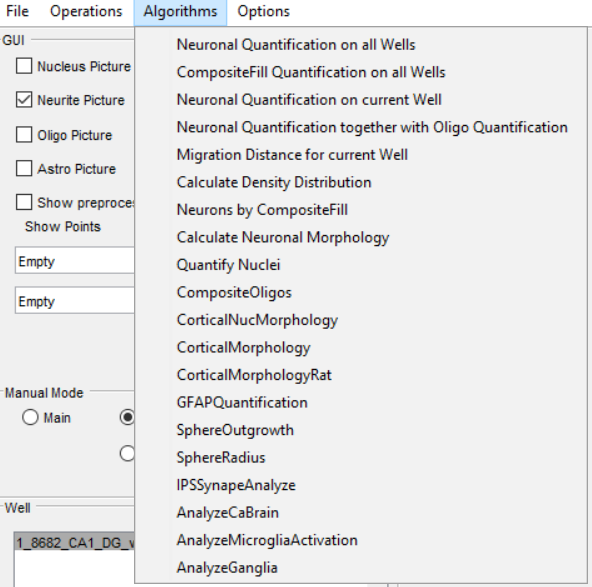 File Operations Algorithms Options
GUI
Nucleus Picture
Neurite Picture
Oligo Picture
Astro Picture
Show preproces
Show Points
Empty
Empty
Manual Mode
Main
Well
1_8682_CA1_DG_
Neuronal Quantification on all Wells
CompositeFill Quantification on all Wells
Neuronal Quantification on current Well
Neuronal Quantification together with Oligo Quantification
Migration Distance for current Well
Calculate Density Distribution
Neurons by CompositeFill
Calculate Neuronal Morphology
Quantify Nuclei
CompositeOligos
CorticalNucMorphology
CorticalMorphology
CorticalMorphologyRat
GFAPQuantification
SphereOutgrowth
SphereRadius
IPSSynapeAnalyze
AnalyzeCaBrain
AnalyzeMicrogliaActivation
AnalyzeGanglia